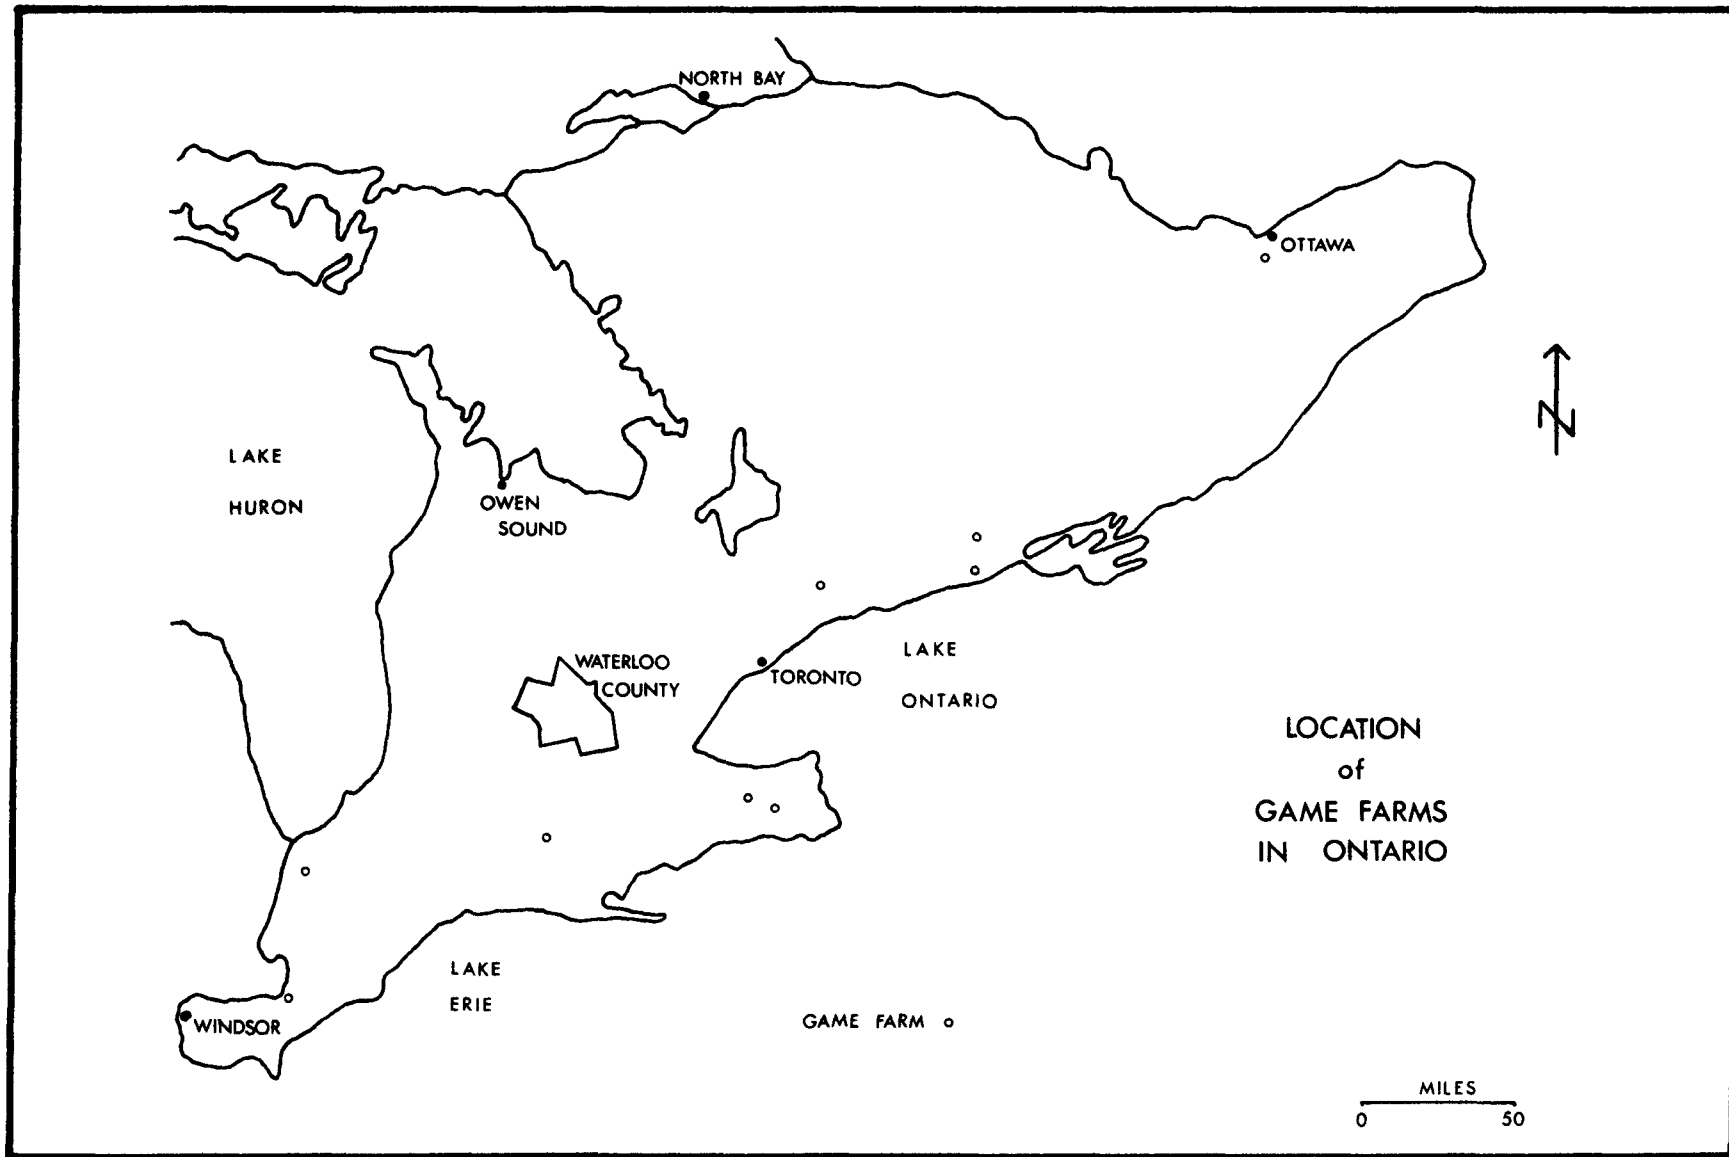 NORTH BAY
OTTAWA
N
LAKE
HURON
OWEN
SOUND
WATERLOO
COUNTY
TORONTO
LAKE
ONTARIO
LOCATION
of
GAME FARMS
IN ONTARIO
LAKE
ERIE
WINDSOR
GAME FARM
MILES
0 50